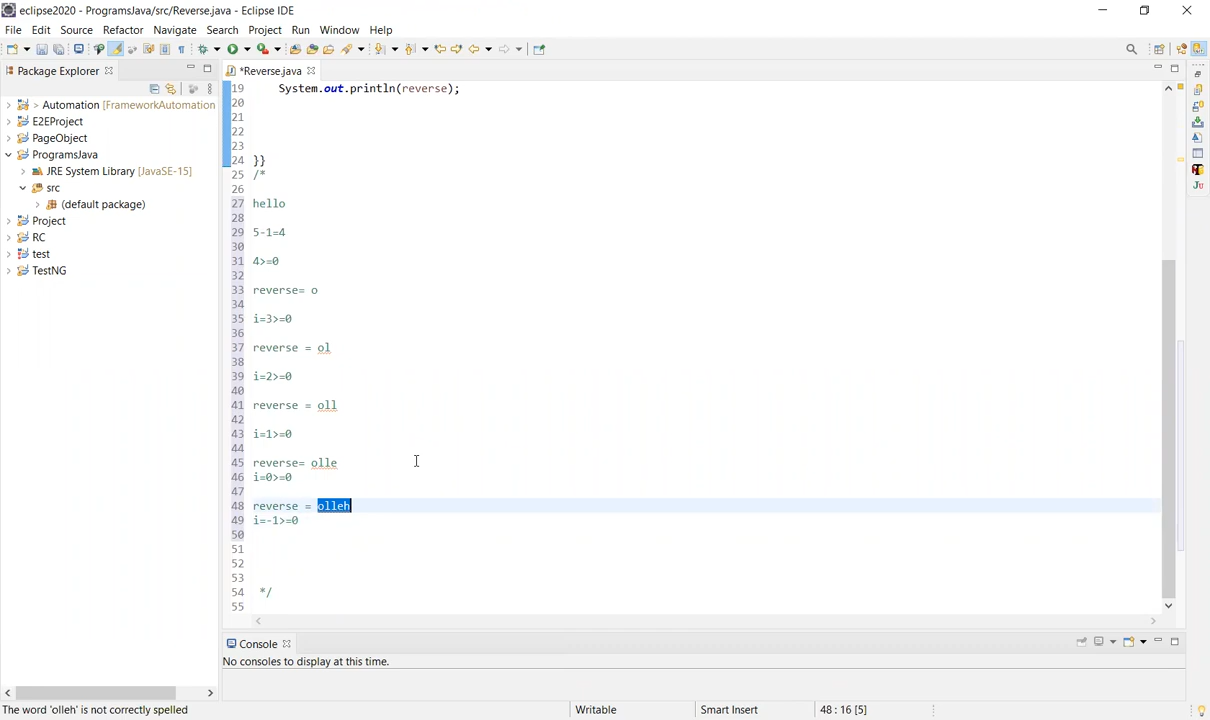 eclipse2020 - ProgramsJava/src/Reverse.java - Eclipse IDE
File Edit Source Refactor Navigate Search Project Run Window Help
Package Explorer
*Reverse.java
> Automation [FrameworkAutomation
E2EProject
PageObject
ProgramsJava
JRE System Library [JavaSE-15]
src
(default package)
Project
RC
test
TestNG
19 System.out.println(reverse);
20
21
22
23
24 }}
25 /*
26
27 hello
28
29 5-1=4
30
31 4>=0
32
33 reverse= o
34
35 i=3>=0
36
37 reverse = ol
38
39 i=2>=0
40
41 reverse = oll
42
43 i=1>=0
44
45 reverse= olle
46 i=0>=0
47
48 reverse = olleh
49 i=-1>=0
50
51
52
53
54 */
55
Console
No consoles to display at this time.
The word 'olleh' is not correctly spelled Writable Smart Insert 48 : 16 [5]